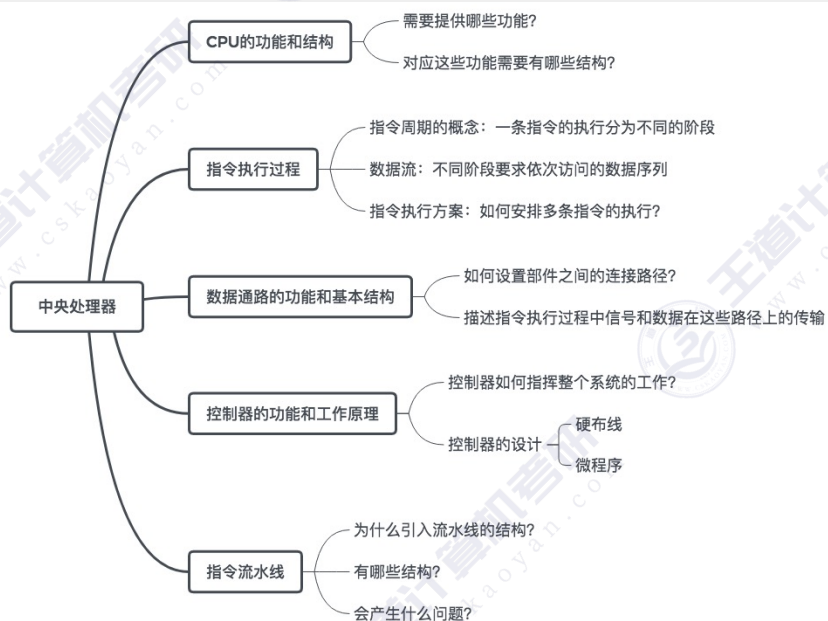 CPU的功能和结构
需要提供哪些功能？
对应这些功能需要有哪些结构？
指令执行过程
指令周期的概念：一条指令的执行分为不同的阶段
数据流：不同阶段要求依次访问的数据序列
指令执行方案：如何安排多条指令的执行？
中央处理器
数据通路的功能和基本结构
如何设置部件之间的连接路径？
描述指令执行过程中信号和数据在这些路径上的传输
控制器的功能和工作原理
控制器如何指挥整个系统的工作？
控制器的设计
硬布线
微程序
指令流水线
为什么引入流水线的结构？
有哪些结构？
会产生什么问题？